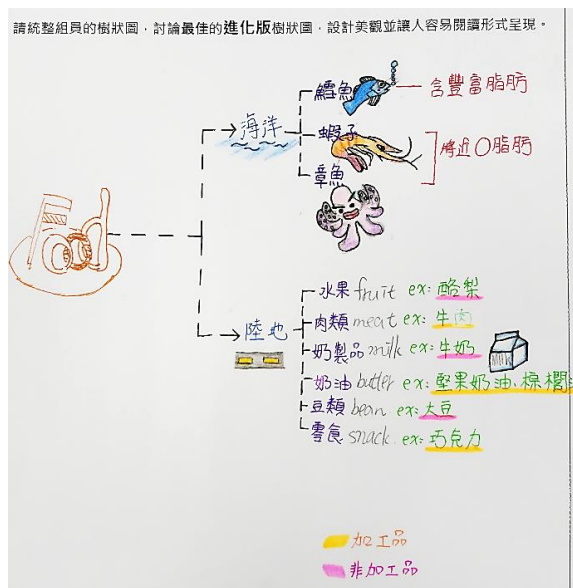 請統整組員的樹狀圖，討論最佳的進化版樹狀圖，設計美觀並讓人容易閱讀形式呈現。
鱈魚 含豐富脂肪
海洋 蝦子 將近0脂肪
章魚
水果 fruit ex: 酪梨
肉類 meat ex: 牛肉
陸地
奶製品 milk ex: 牛奶
奶油 butter ex: 堅果奶油、棕櫚
豆類 bean ex: 大豆
零食 snack. ex: 巧克力
加工品
非加工品